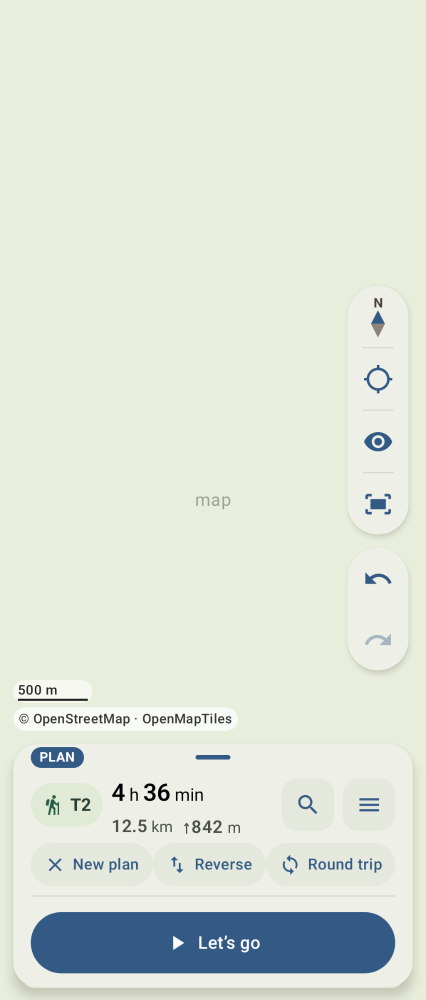 N
map
500 m
© OpenStreetMap · OpenMapTiles
PLAN
T2
4 h 36 min
12.5 km ↑842 m
New plan
Reverse
Round trip
Let’s go